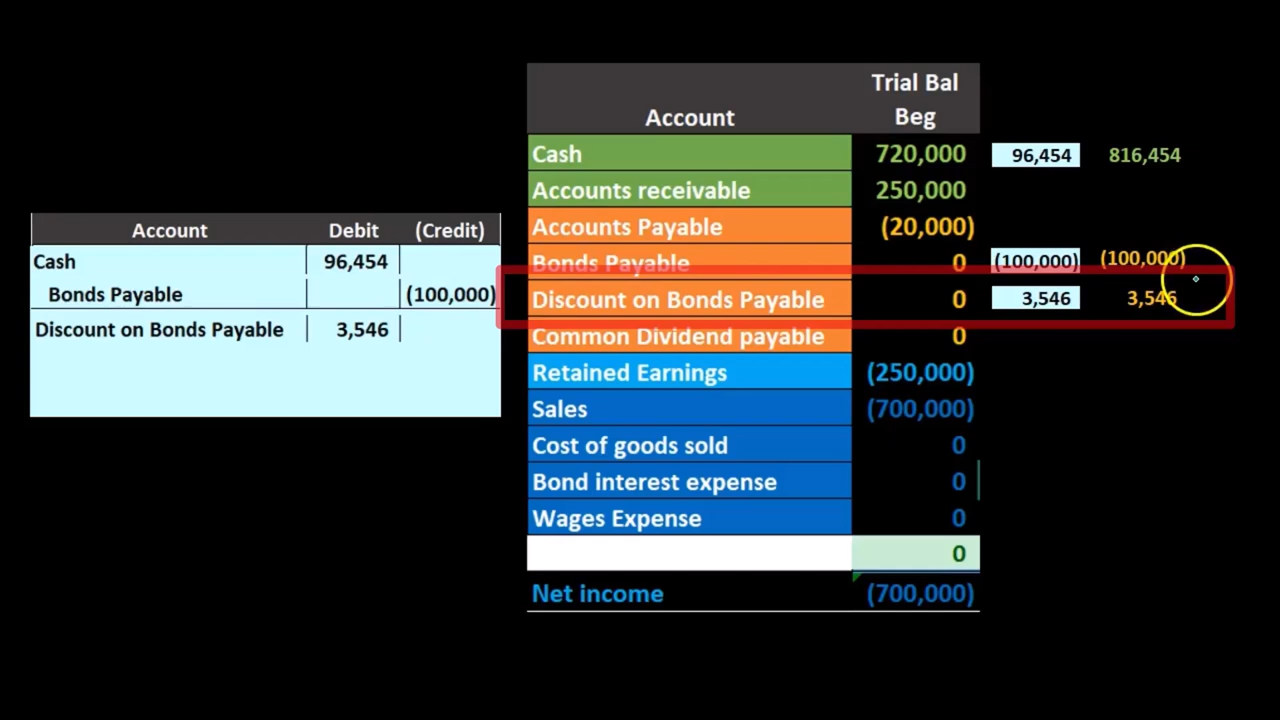 Account Debit (Credit)
Cash 96,454
Bonds Payable (100,000)
Discount on Bonds Payable 3,546
Account Trial Bal Beg
Cash 720,000 96,454 816,454
Accounts receivable 250,000
Accounts Payable (20,000)
Bonds Payable 0 (100,000) (100,000)
Discount on Bonds Payable 0 3,546 3,546
Common Dividend payable 0
Retained Earnings (250,000)
Sales (700,000)
Cost of goods sold 0
Bond interest expense 0
Wages Expense 0
0
Net income (700,000)